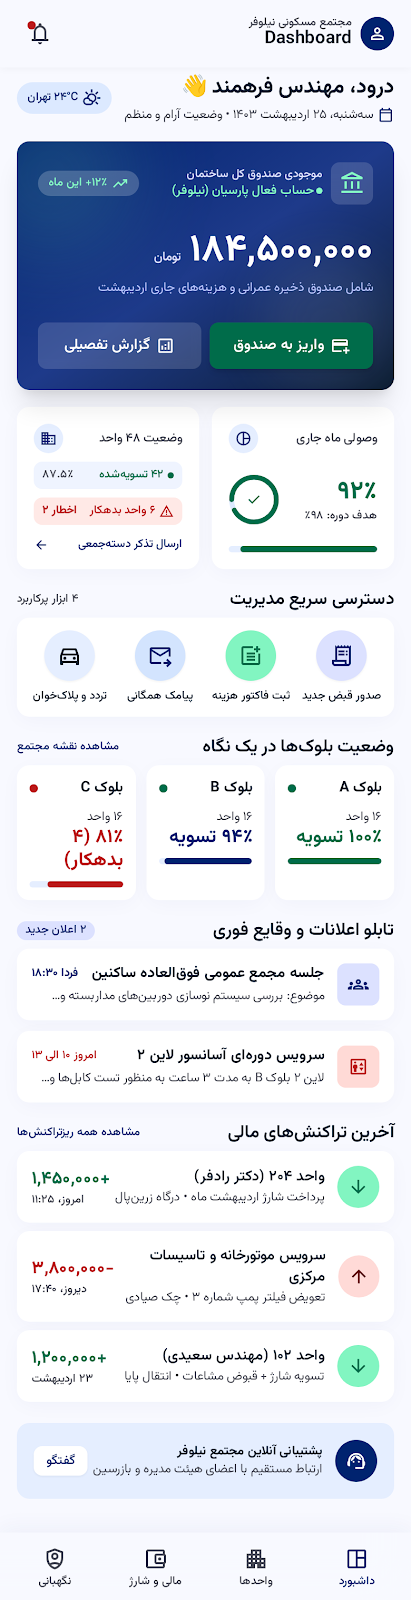 مجتمع مسکونی نیلوفر
Dashboard
درود، مهندس فرهمند 👋
سه‌شنبه، ۲۵ اردیبهشت ۱۴۰۳ • وضعیت آرام و منظم
۲۴°C تهران
موجودی صندوق کل ساختمان
حساب فعال پارسیان (نیلوفر)
+۱۲٪ این ماه
۱۸۴,۵۰۰,۰۰۰ تومان
شامل صندوق ذخیره عمرانی و هزینه‌های جاری اردیبهشت
واریز به صندوق
گزارش تفصیلی
وصولی ماه جاری
۹۲٪
هدف دوره: ۹۸٪
وضعیت ۴۸ واحد
۴۲ تسویه‌شده
۸۷.۵٪
۶ واحد بدهکار
اخطار ۲
ارسال تذکر دسته‌جمعی
دسترسی سریع مدیریت
۴ ابزار پرکاربرد
صدور قبض جدید
ثبت فاکتور هزینه
پیامک همگانی
تردد و پلاک‌خوان
وضعیت بلوک‌ها در یک نگاه
مشاهده نقشه مجتمع
بلوک A
۱۶ واحد
۱۰۰٪ تسویه
بلوک B
۱۶ واحد
۹۴٪ تسویه
بلوک C
۱۶ واحد
۸۱٪ (۴
بدهکار)
تابلو اعلانات و وقایع فوری
۲ اعلان جدید
جلسه مجمع عمومی فوق‌العاده ساکنین
فردا ۱۸:۳۰
موضوع: بررسی سیستم نوسازی دوربین‌های مداربسته و...
سرویس دوره‌ای آسانسور لاین ۲
امروز ۱۰ الی ۱۳
لاین ۲ بلوک B به مدت ۳ ساعت به منظور تست کابل‌ها و...
آخرین تراکنش‌های مالی
مشاهده همه ریزتراکنش‌ها
واحد ۲۰۴ (دکتر رادفر)
+۱,۴۵۰,۰۰۰
پرداخت شارژ اردیبهشت ماه • درگاه زرین‌پال
امروز، ۱۱:۲۵
سرویس موتورخانه و تاسیسات
مرکزی
-۳,۸۰۰,۰۰۰
تعویض فیلتر پمپ شماره ۳ • چک صیادی
دیروز، ۱۷:۴۰
واحد ۱۰۲ (مهندس سعیدی)
+۱,۲۰۰,۰۰۰
تسویه شارژ + قبوض مشاعات • انتقال پایا
۲۳ اردیبهشت
پشتیبانی آنلاین مجتمع نیلوفر
ارتباط مستقیم با اعضای هیئت مدیره و بازرسین
گفتگو
داشبورد
واحدها
مالی و شارژ
نگهبانی